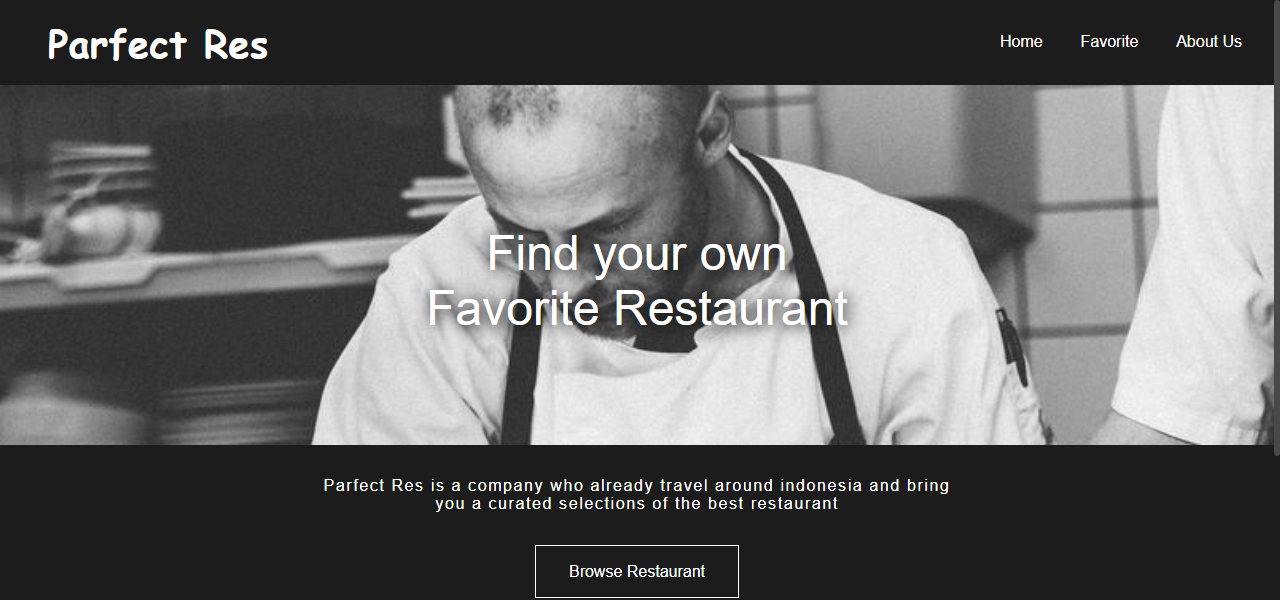 Parfect Res
Home Favorite About Us
Find your own
Favorite Restaurant
Parfect Res is a company who already travel around indonesia and bring
you a curated selections of the best restaurant
Browse Restaurant